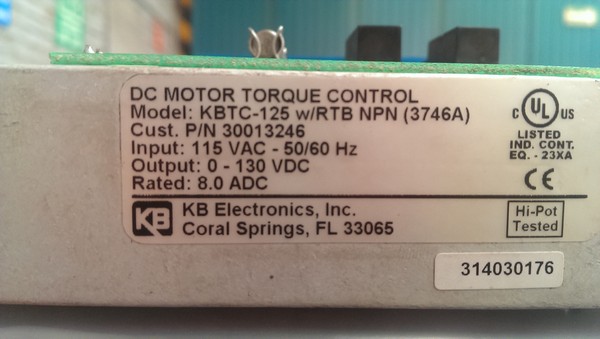 DC MOTOR TORQUE CONTROL
Model: KBTC-125 w/RTB NPN (3746A)
Cust. P/N 30013246
Input: 115 VAC - 50/60 Hz
Output: 0 - 130 VDC
Rated: 8.0 ADC
C UL US
LISTED
IND. CONT.
EQ. - 23XA
CE
KB
KB Electronics, Inc.
Coral Springs, FL 33065
Hi-Pot
Tested
314030176